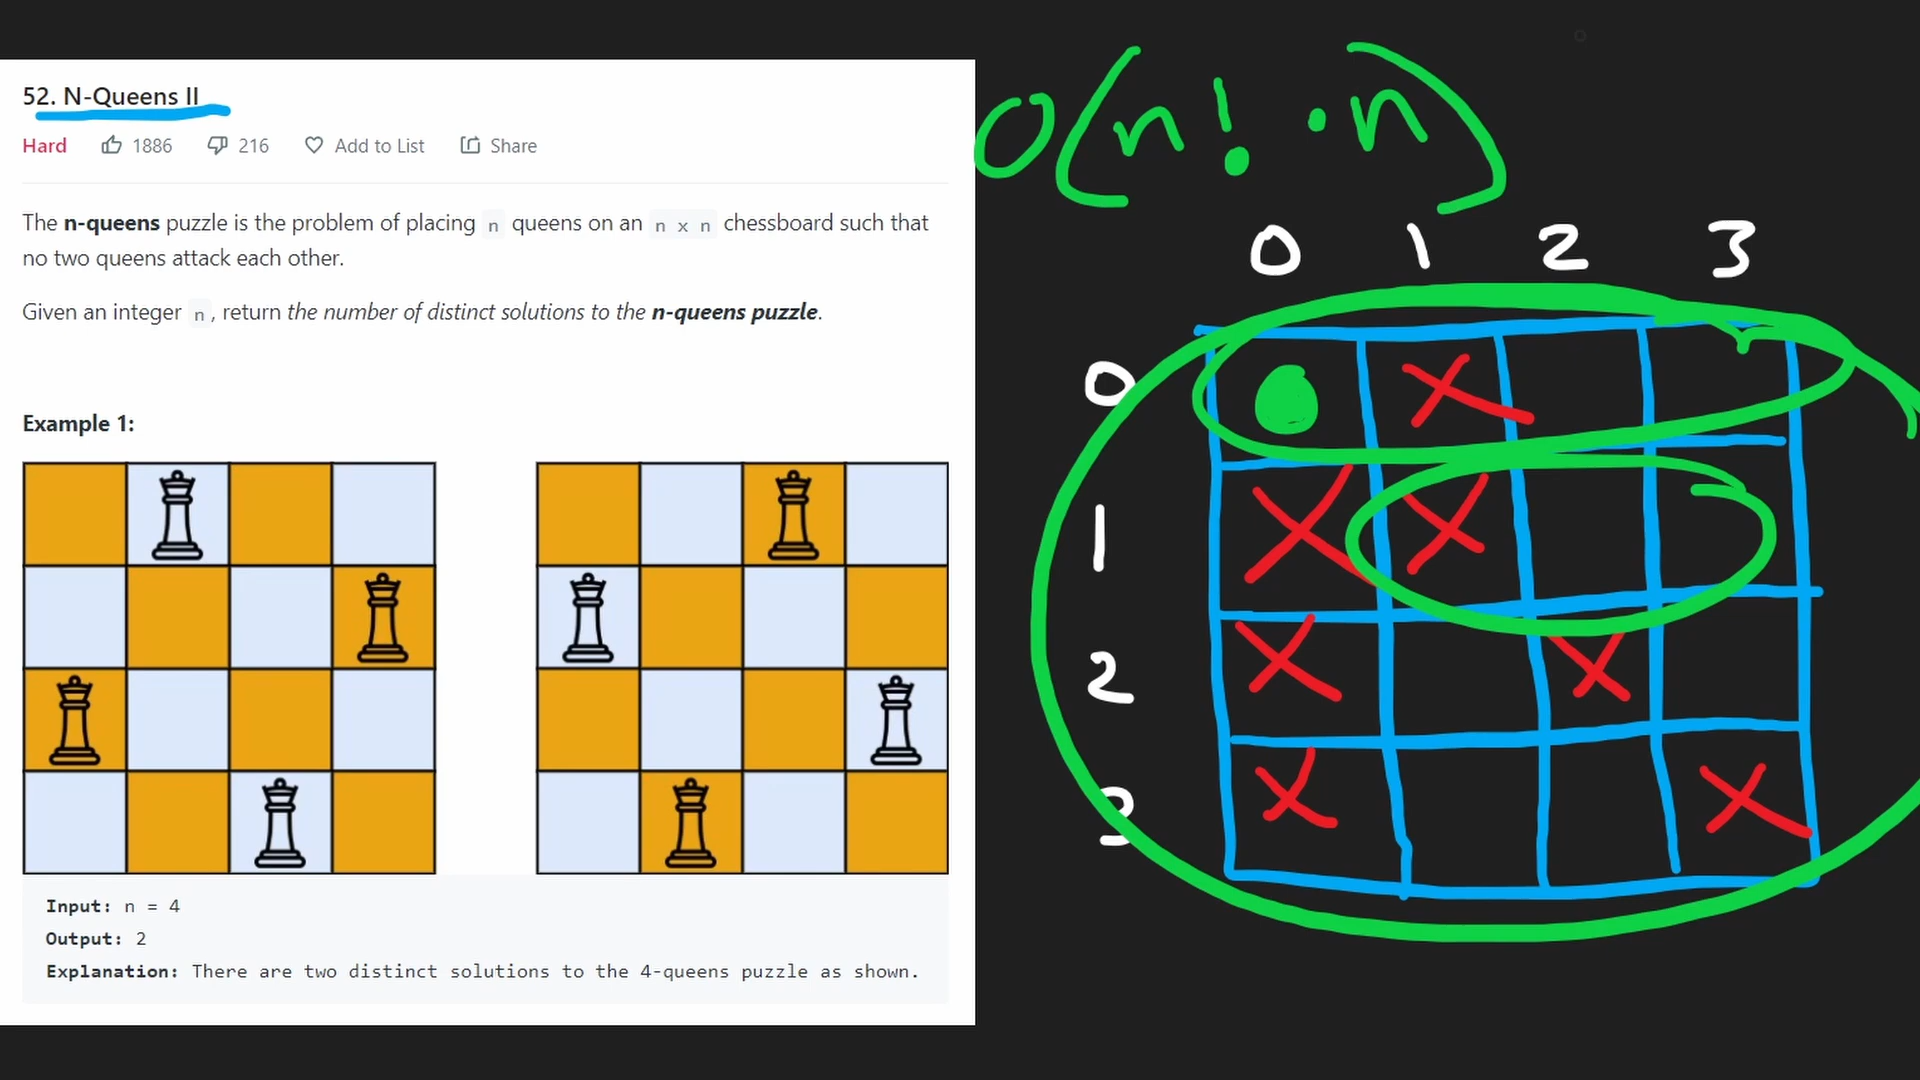 52. N-Queens II
Hard 1886 216 Add to List Share
The n-queens puzzle is the problem of placing n queens on an n x n chessboard such that
no two queens attack each other.
Given an integer n, return the number of distinct solutions to the n-queens puzzle.
Example 1:
Input: n = 4
Output: 2
Explanation: There are two distinct solutions to the 4-queens puzzle as shown.
O(n! · n)
0 1 2 3
0
1
2
3